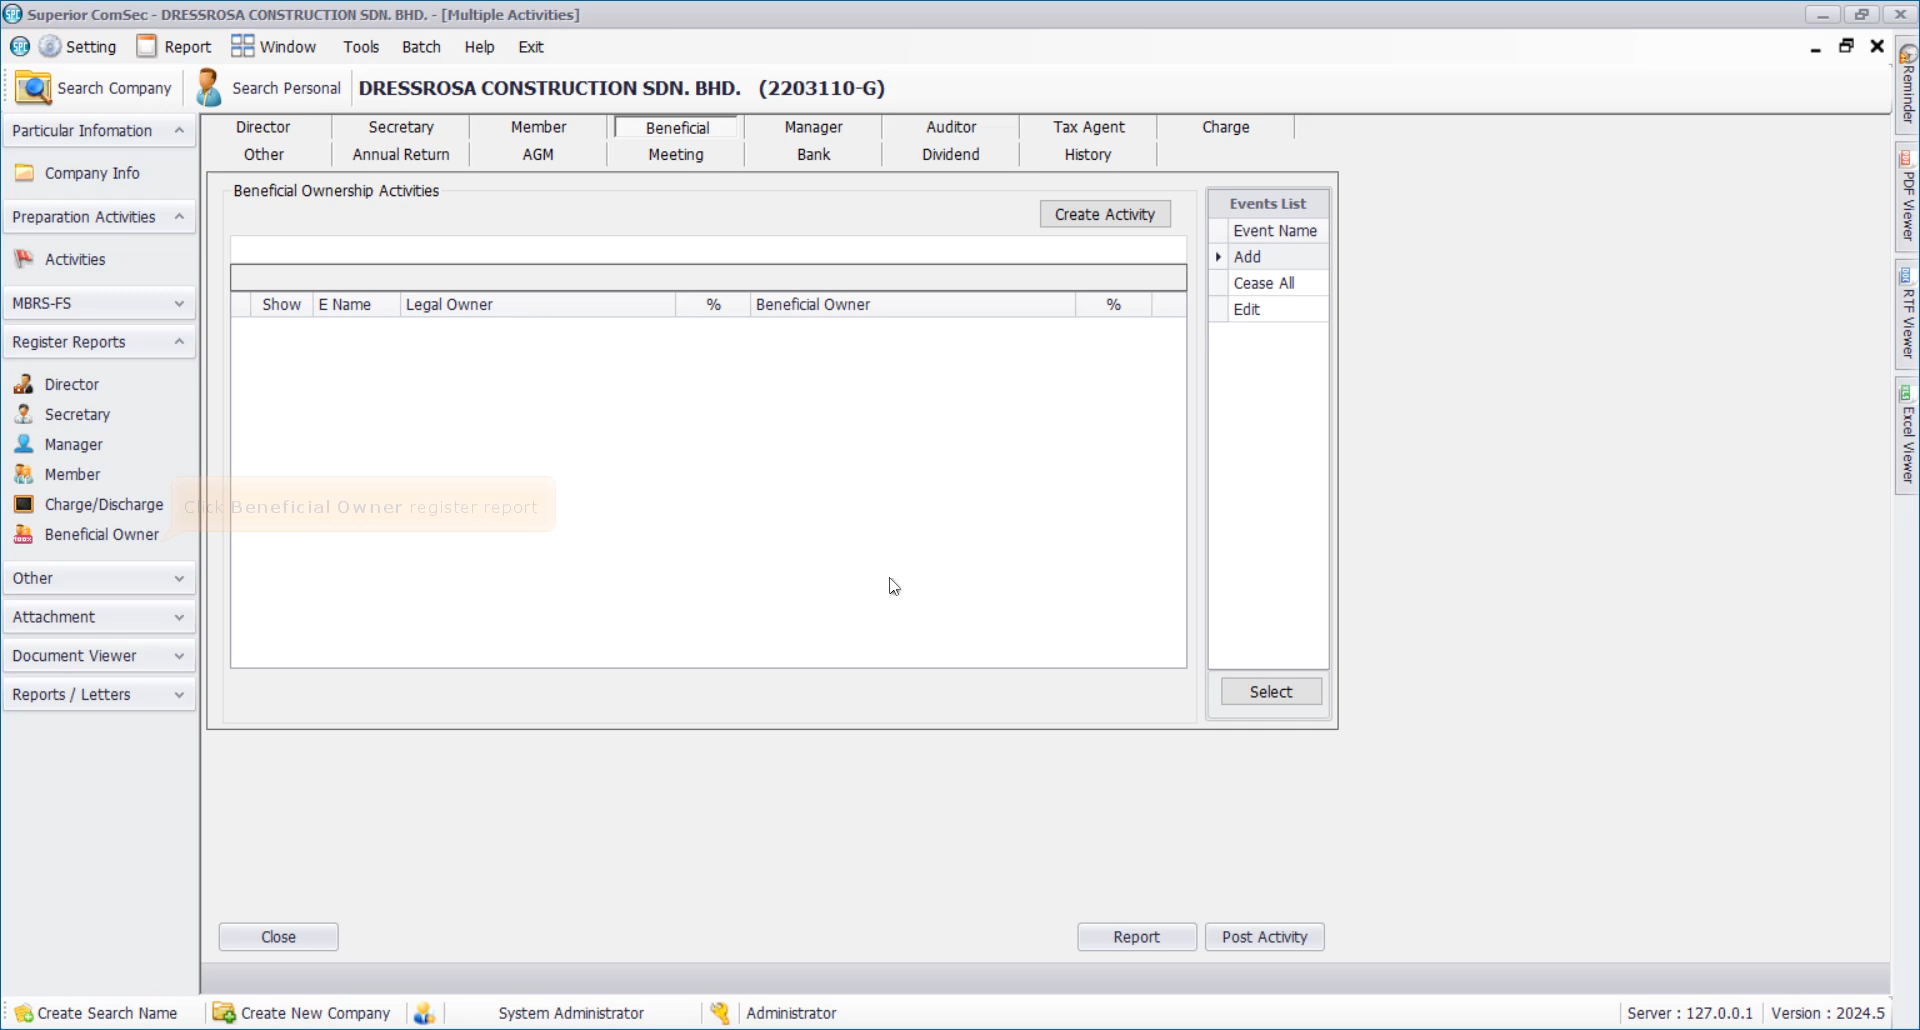 Superior ComSec - DRESSROSA CONSTRUCTION SDN. BHD. - [Multiple Activities]
SPC Setting Report Window Tools Batch Help Exit
Search Company Search Personal DRESSROSA CONSTRUCTION SDN. BHD. (2203110-G)
Particular Infomation
Company Info
Preparation Activities
Activities
MBRS-FS
Register Reports
Director
Secretary
Manager
Member
Charge/Discharge
Beneficial Owner
Other
Attachment
Document Viewer
Reports / Letters
Director Secretary Member Beneficial Manager Auditor Tax Agent Charge
Other Annual Return AGM Meeting Bank Dividend History
Beneficial Ownership Activities
Create Activity
Show E Name Legal Owner % Beneficial Owner %
Click Beneficial Owner register report
Events List
Event Name
Add
Cease All
Edit
Select
Close Report Post Activity
Reminder
PDF Viewer
RTF Viewer
Excel Viewer
Create Search Name Create New Company System Administrator Administrator Server : 127.0.0.1 Version : 2024.5